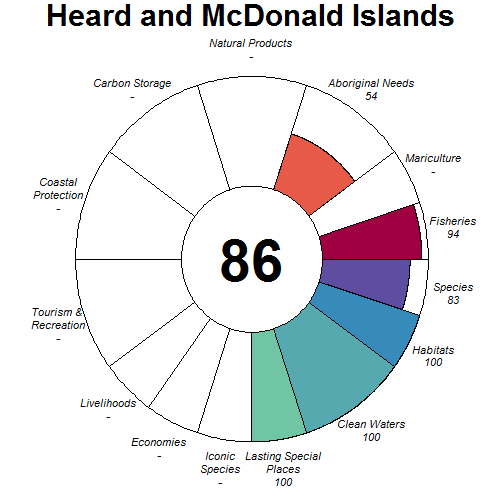 Heard and McDonald Islands
Natural Products
-
Carbon Storage
-
Aboriginal Needs
54
Mariculture
-
Coastal
Protection
-
Fisheries
94
86
Species
83
Tourism &
Recreation
-
Habitats
100
Livelihoods
-
Clean Waters
100
Economies
-
Iconic
Species
-
Lasting Special
Places
100